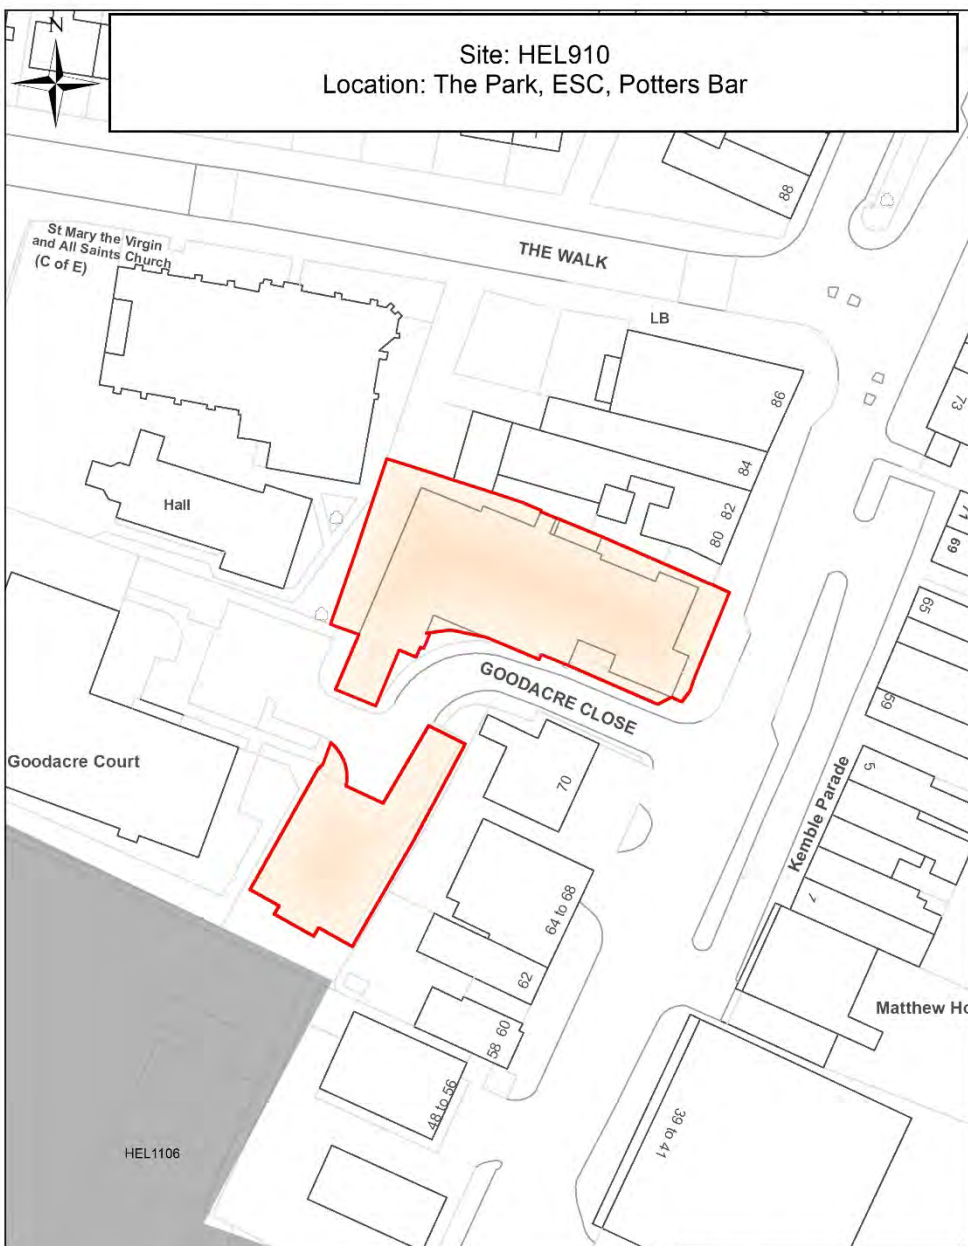 N
Site: HEL910
Location: The Park, ESC, Potters Bar
88
St Mary the Virgin
and All Saints Church
(C of E)
THE WALK
LB
86
73
84
Hall
82
80
69
65
GOODACRE CLOSE
59
Goodacre Court
70
5
Kemble Parade
64 to 68
7
62
Matthew Ho
60
58
48 to 56
39 to 41
HEL1106